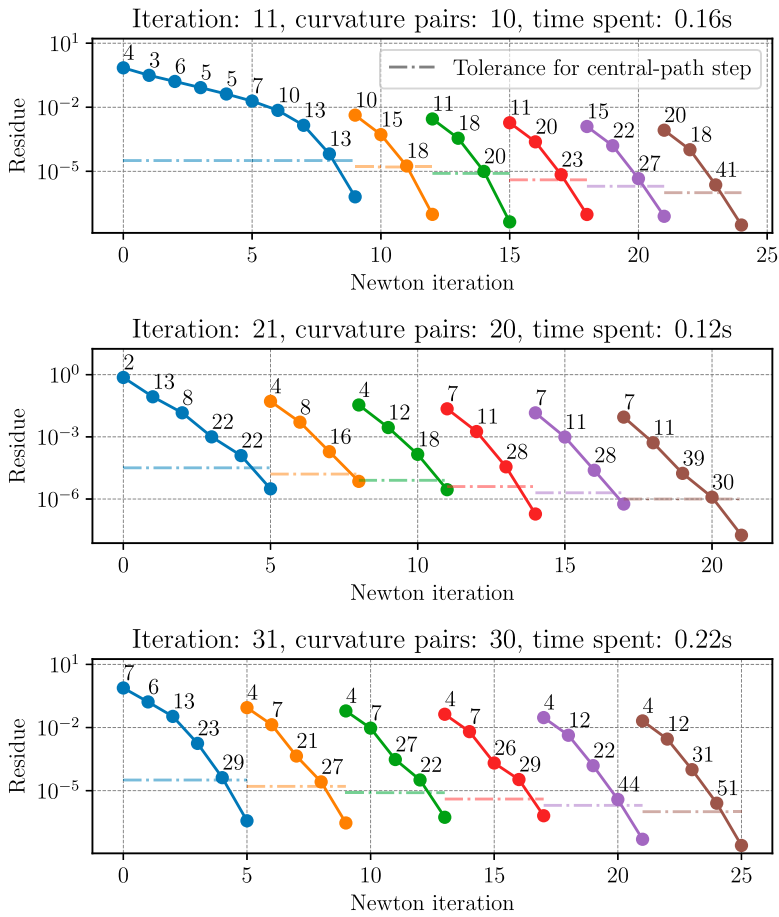 Iteration: 11, curvature pairs: 10, time spent: 0.16s
10^1
10^-2
10^-5
Residue
Tolerance for central-path step
4 3 6 5 5 7 10 13 13
10 15 18
11 18 20
11 20 23
15 22 27
20 18 41
0 5 10 15 20 25
Newton iteration
Iteration: 21, curvature pairs: 20, time spent: 0.12s
10^0
10^-3
10^-6
Residue
2 13 8 22 22
4 8 16
4 12 18
7 11 28
7 11 28
7 11 39 30
0 5 10 15 20
Newton iteration
Iteration: 31, curvature pairs: 30, time spent: 0.22s
10^1
10^-2
10^-5
Residue
7 6 13 23 29
4 7 21 27
4 7 27 22
4 7 26 29
4 12 22 44
4 12 31 51
0 5 10 15 20 25
Newton iteration